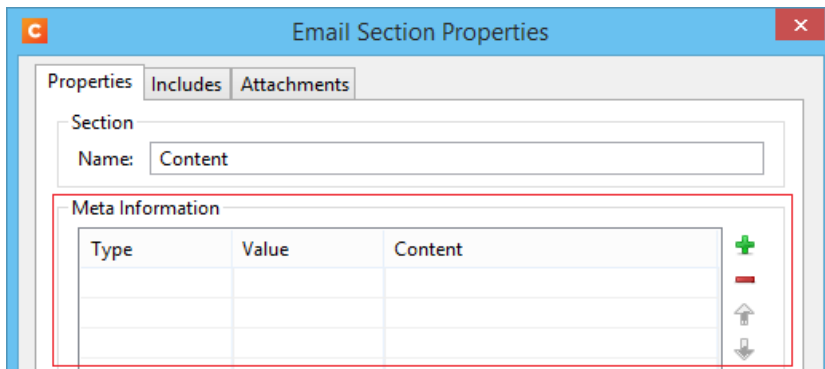 C Email Section Properties
Properties Includes Attachments
Section
Name: Content
Meta Information
Type Value Content